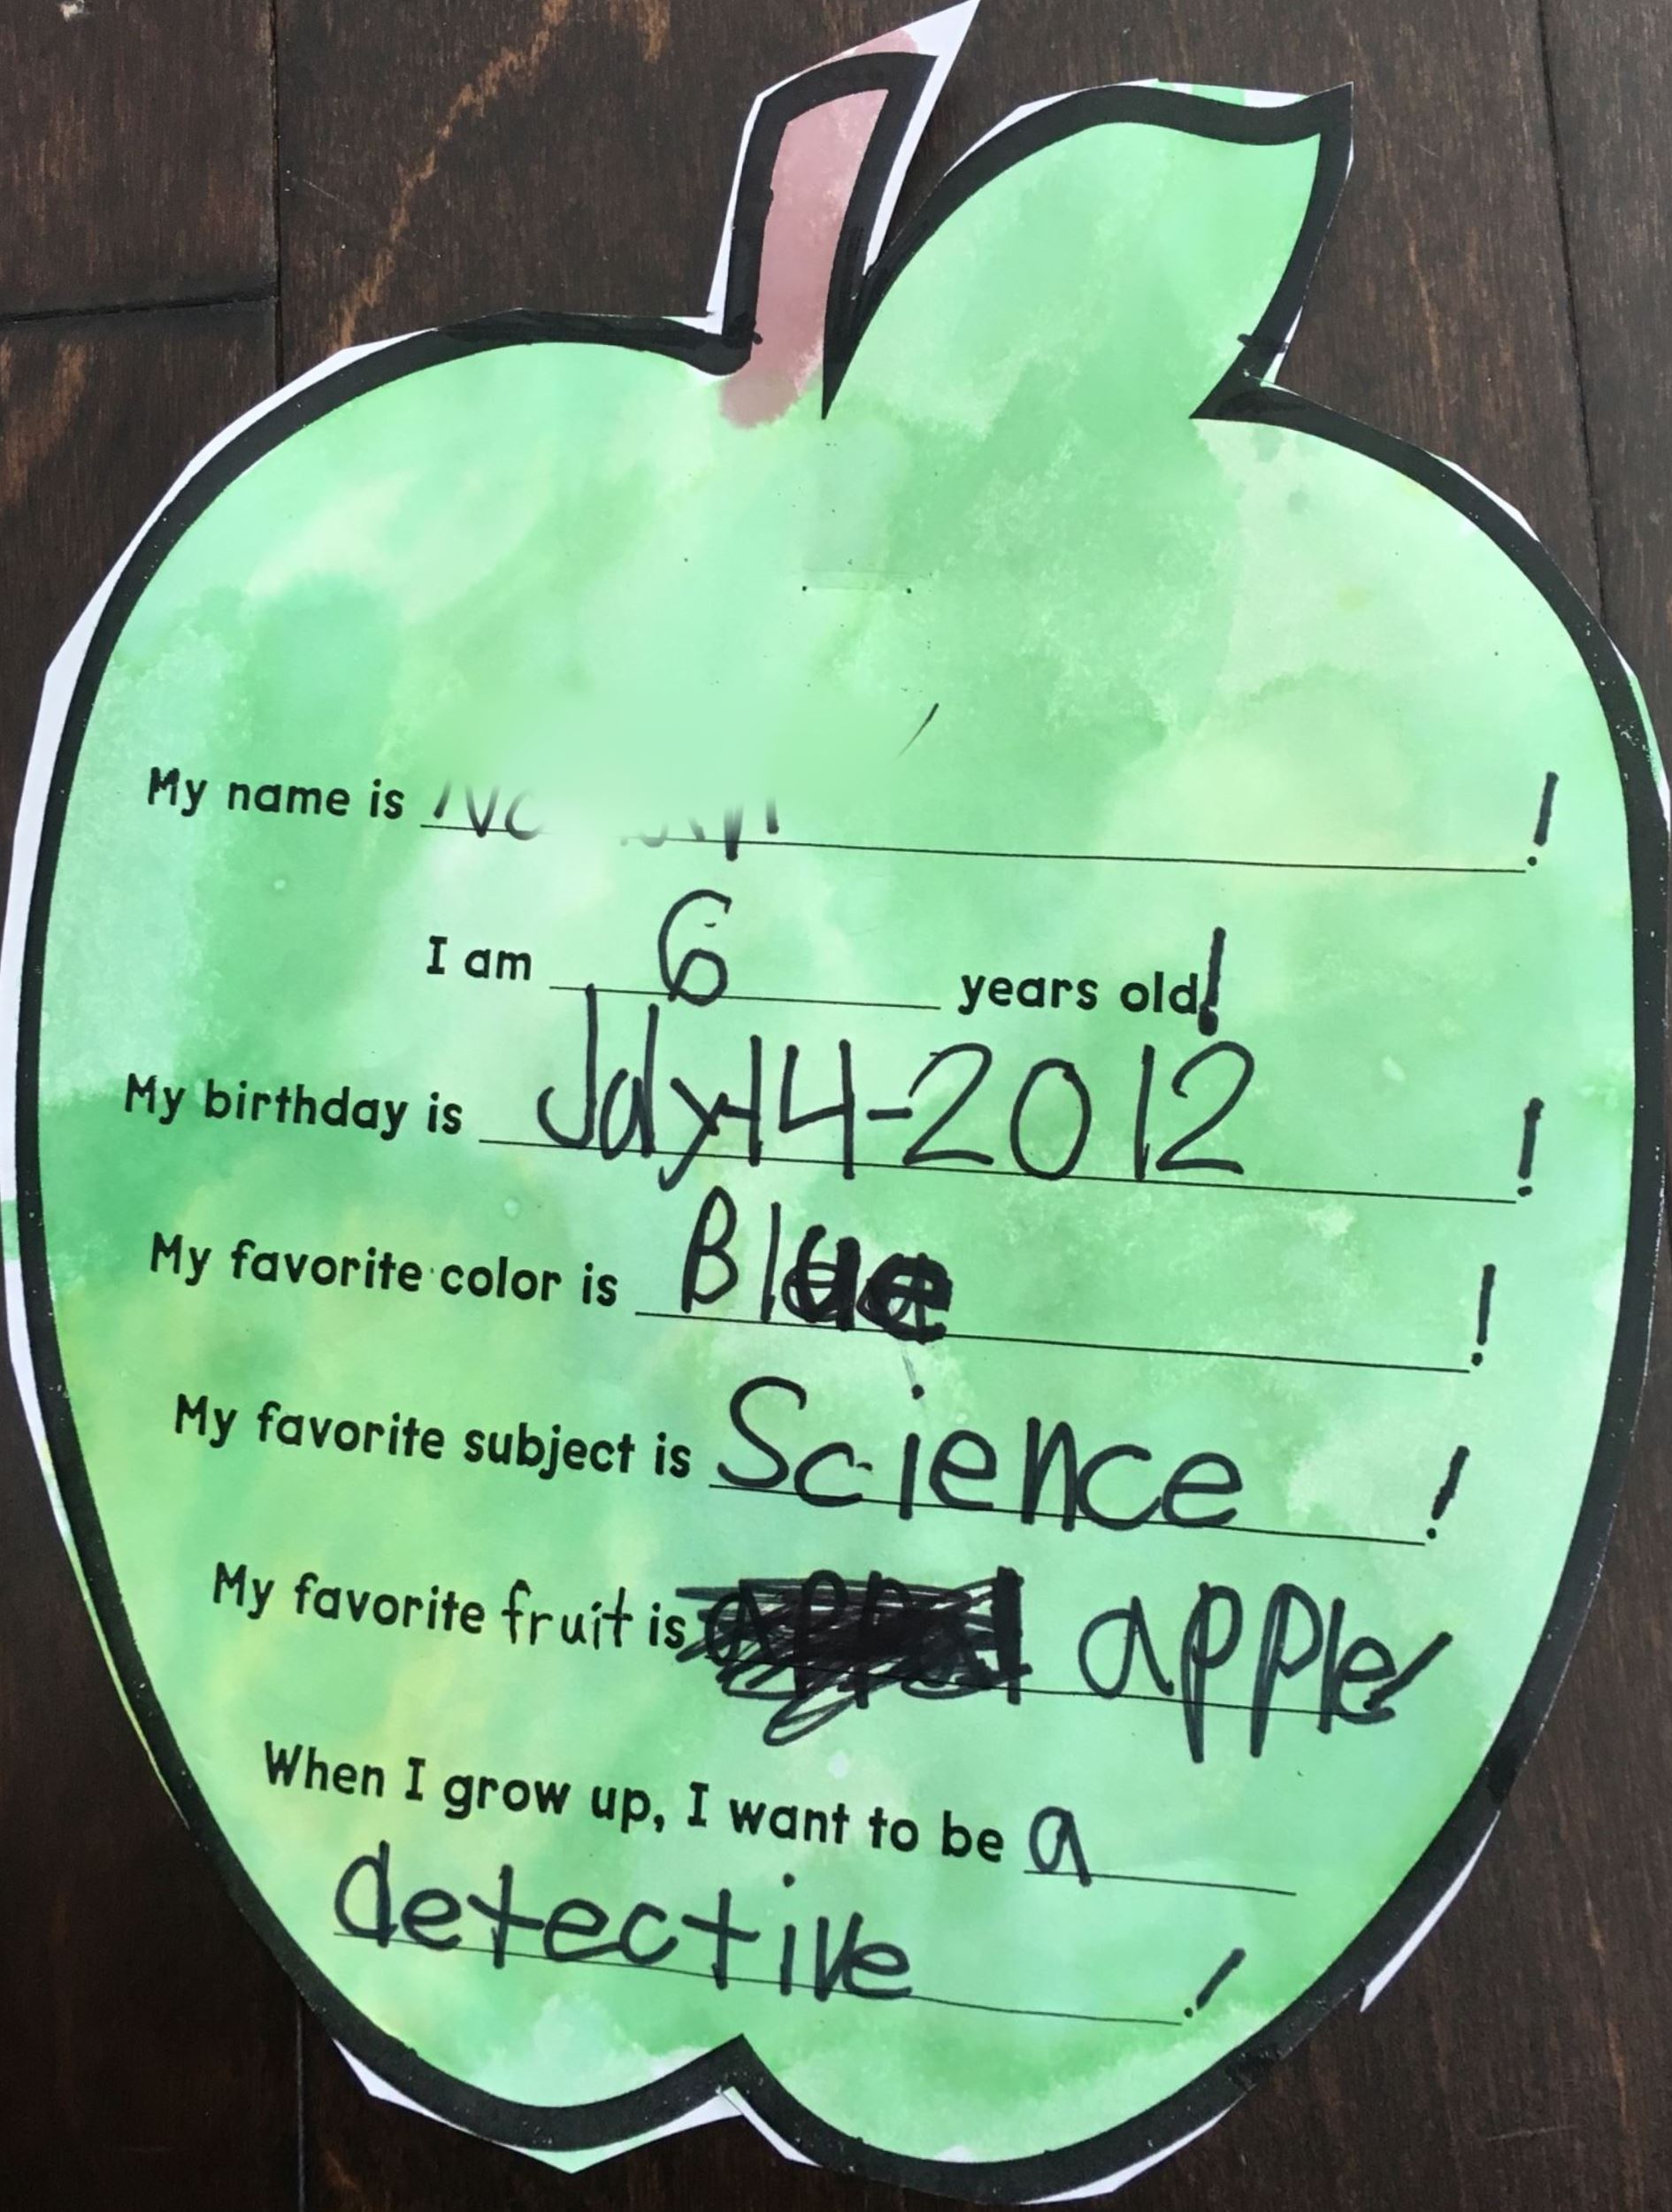 My name is !
I am 6 years old!
My birthday is July-14-2012 !
My favorite color is Blue !
My favorite subject is Science !
My favorite fruit is apple!
When I grow up, I want to be a
detective !